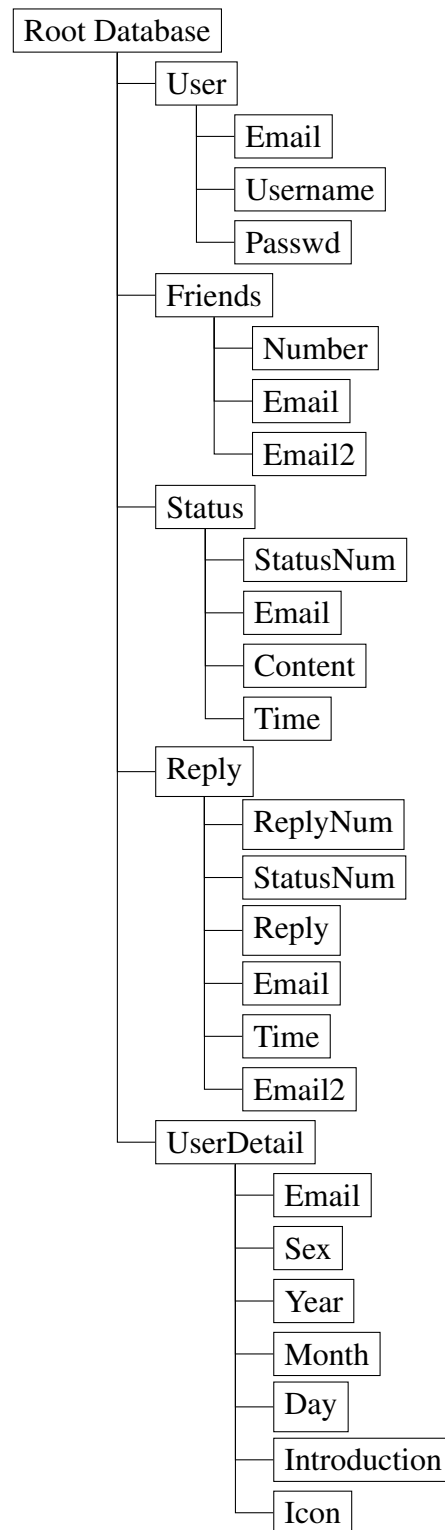 Root Database
User
Email
Username
Passwd
Friends
Number
Email
Email2
Status
StatusNum
Email
Content
Time
Reply
ReplyNum
StatusNum
Reply
Email
Time
Email2
UserDetail
Email
Sex
Year
Month
Day
Introduction
Icon